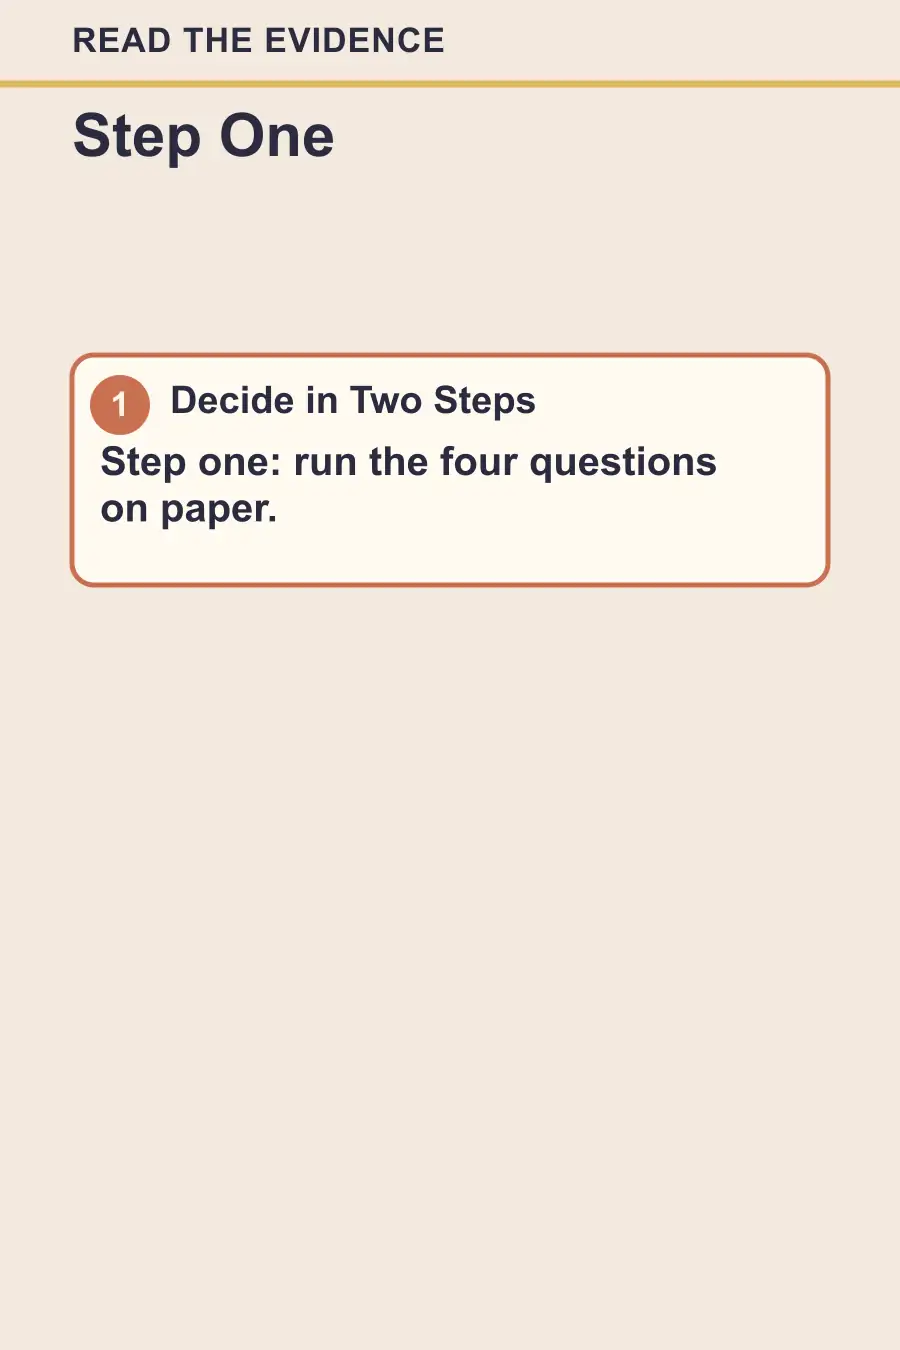 READ THE EVIDENCE
Step One
1
Decide in Two Steps
Step one: run the four questions
on paper.